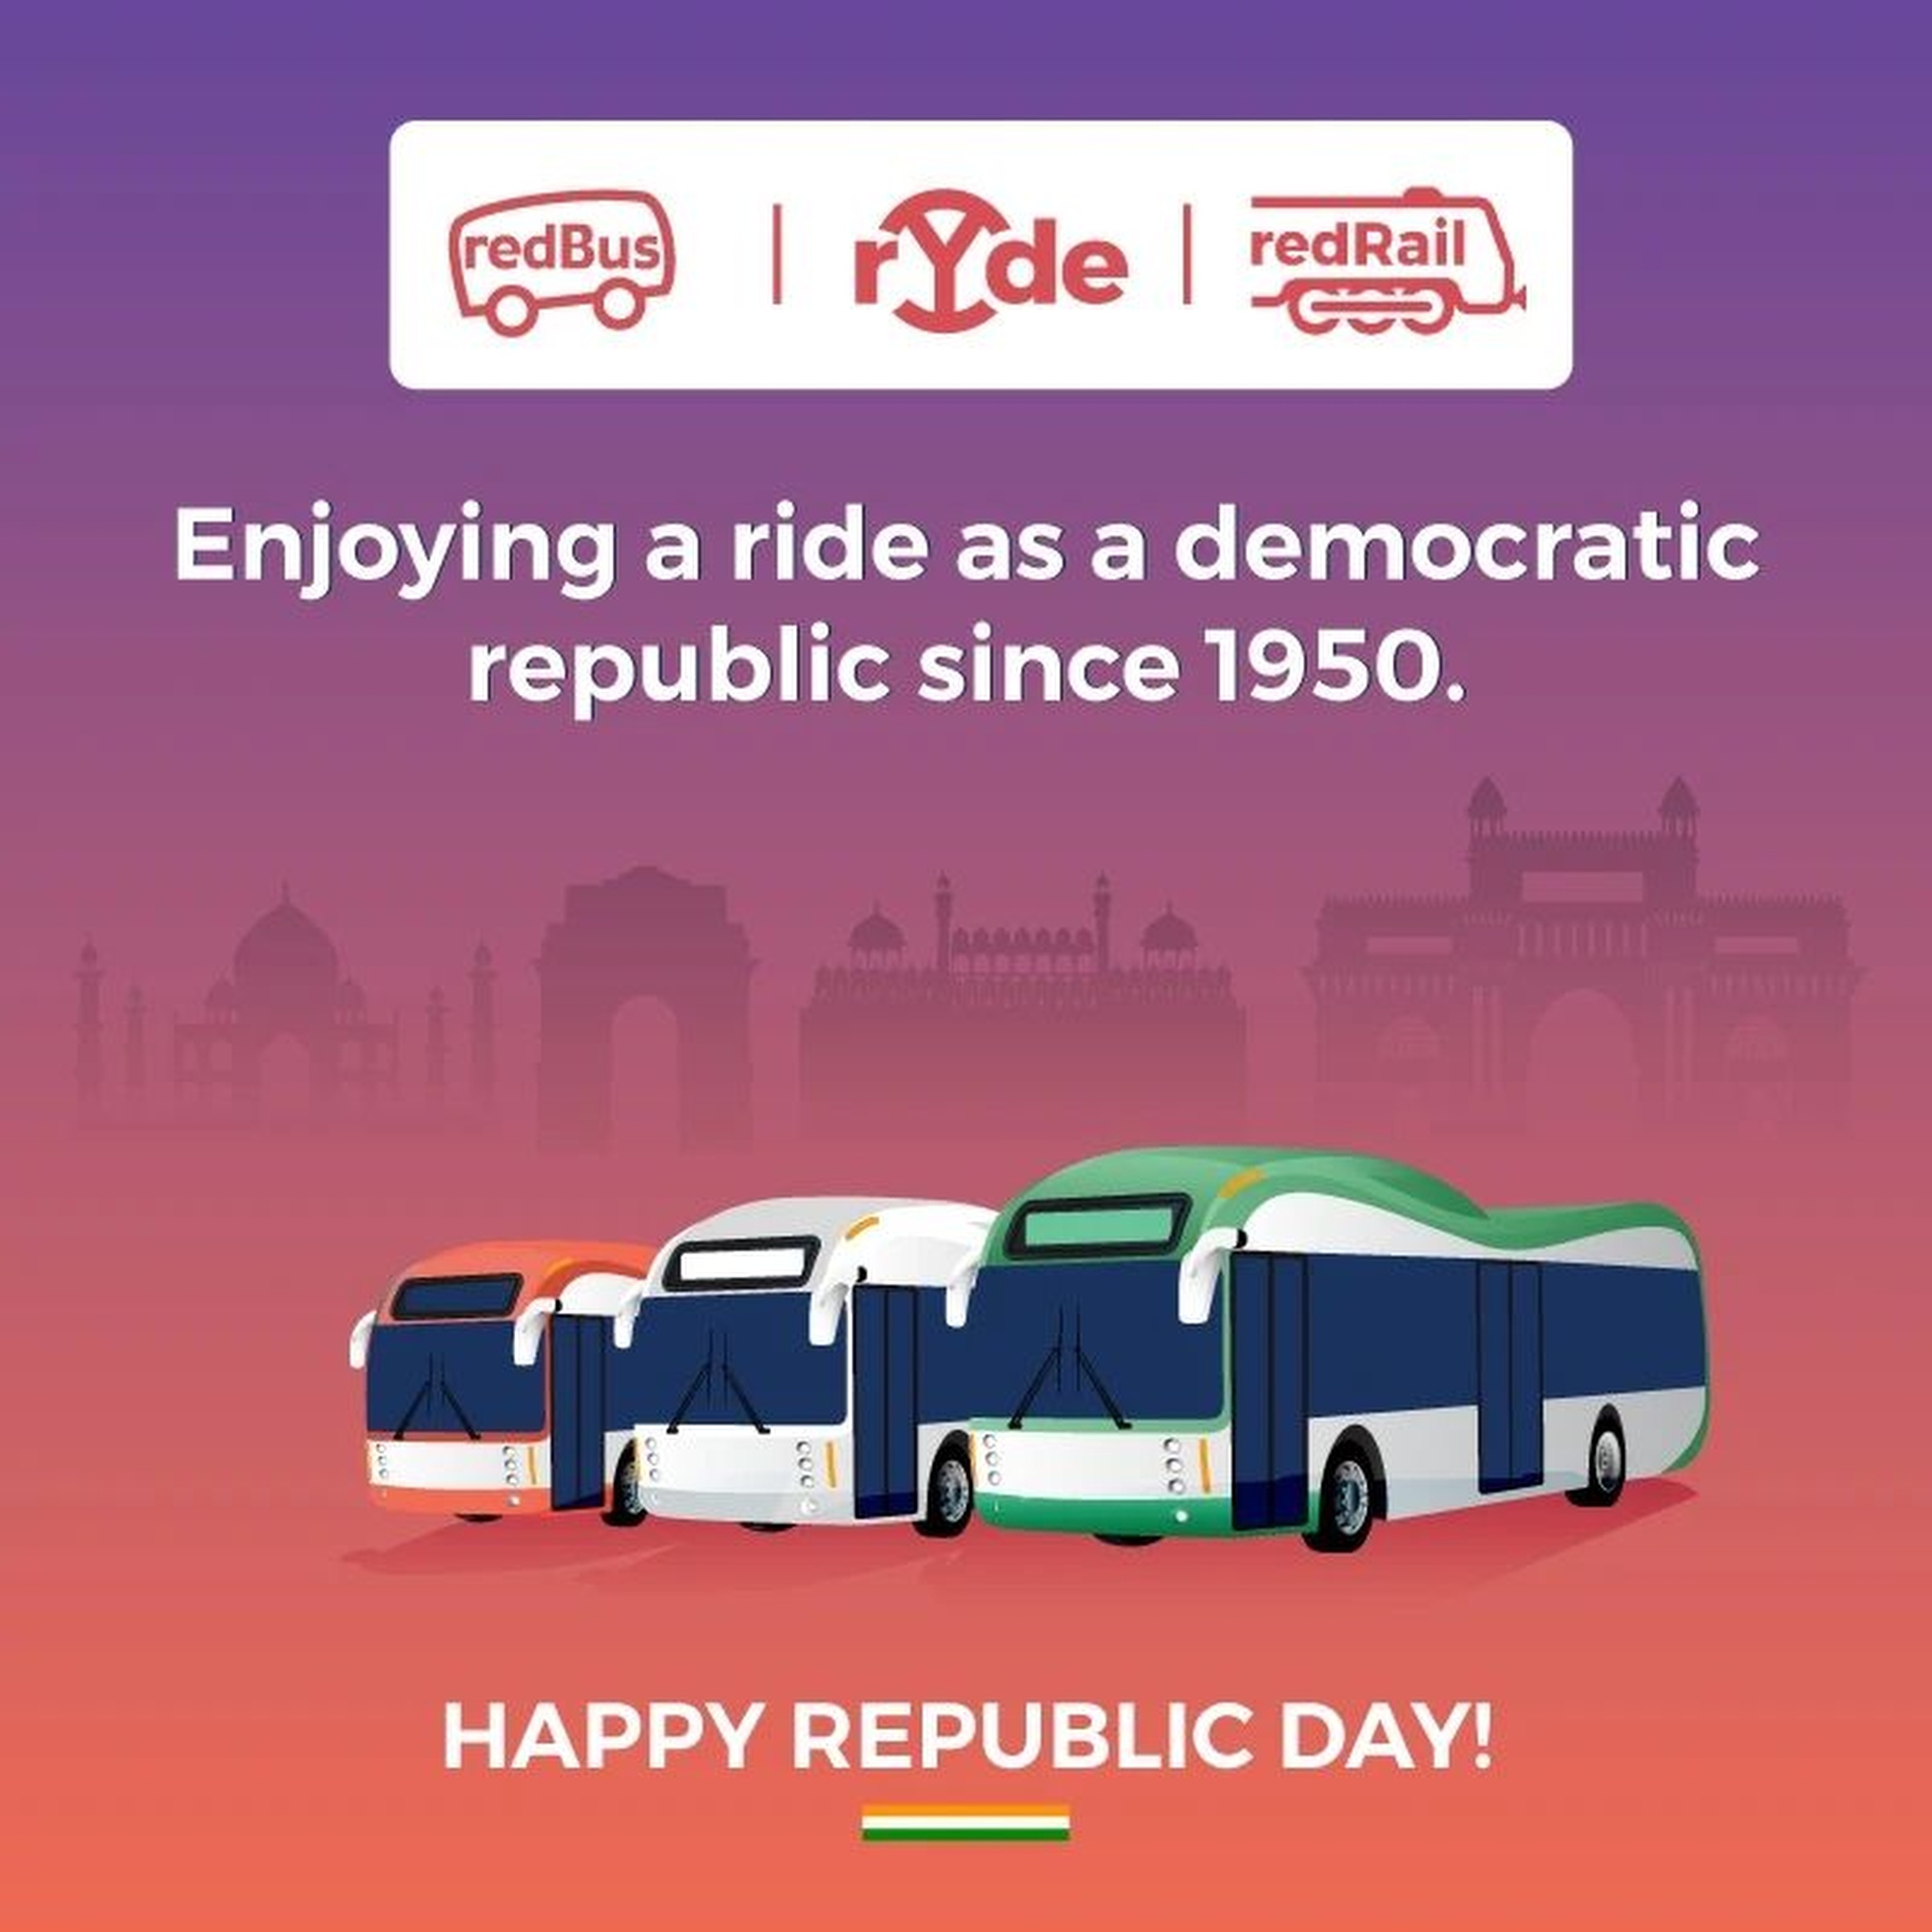 redBus | rYde | redRail
Enjoying a ride as a democratic
republic since 1950.
HAPPY REPUBLIC DAY!